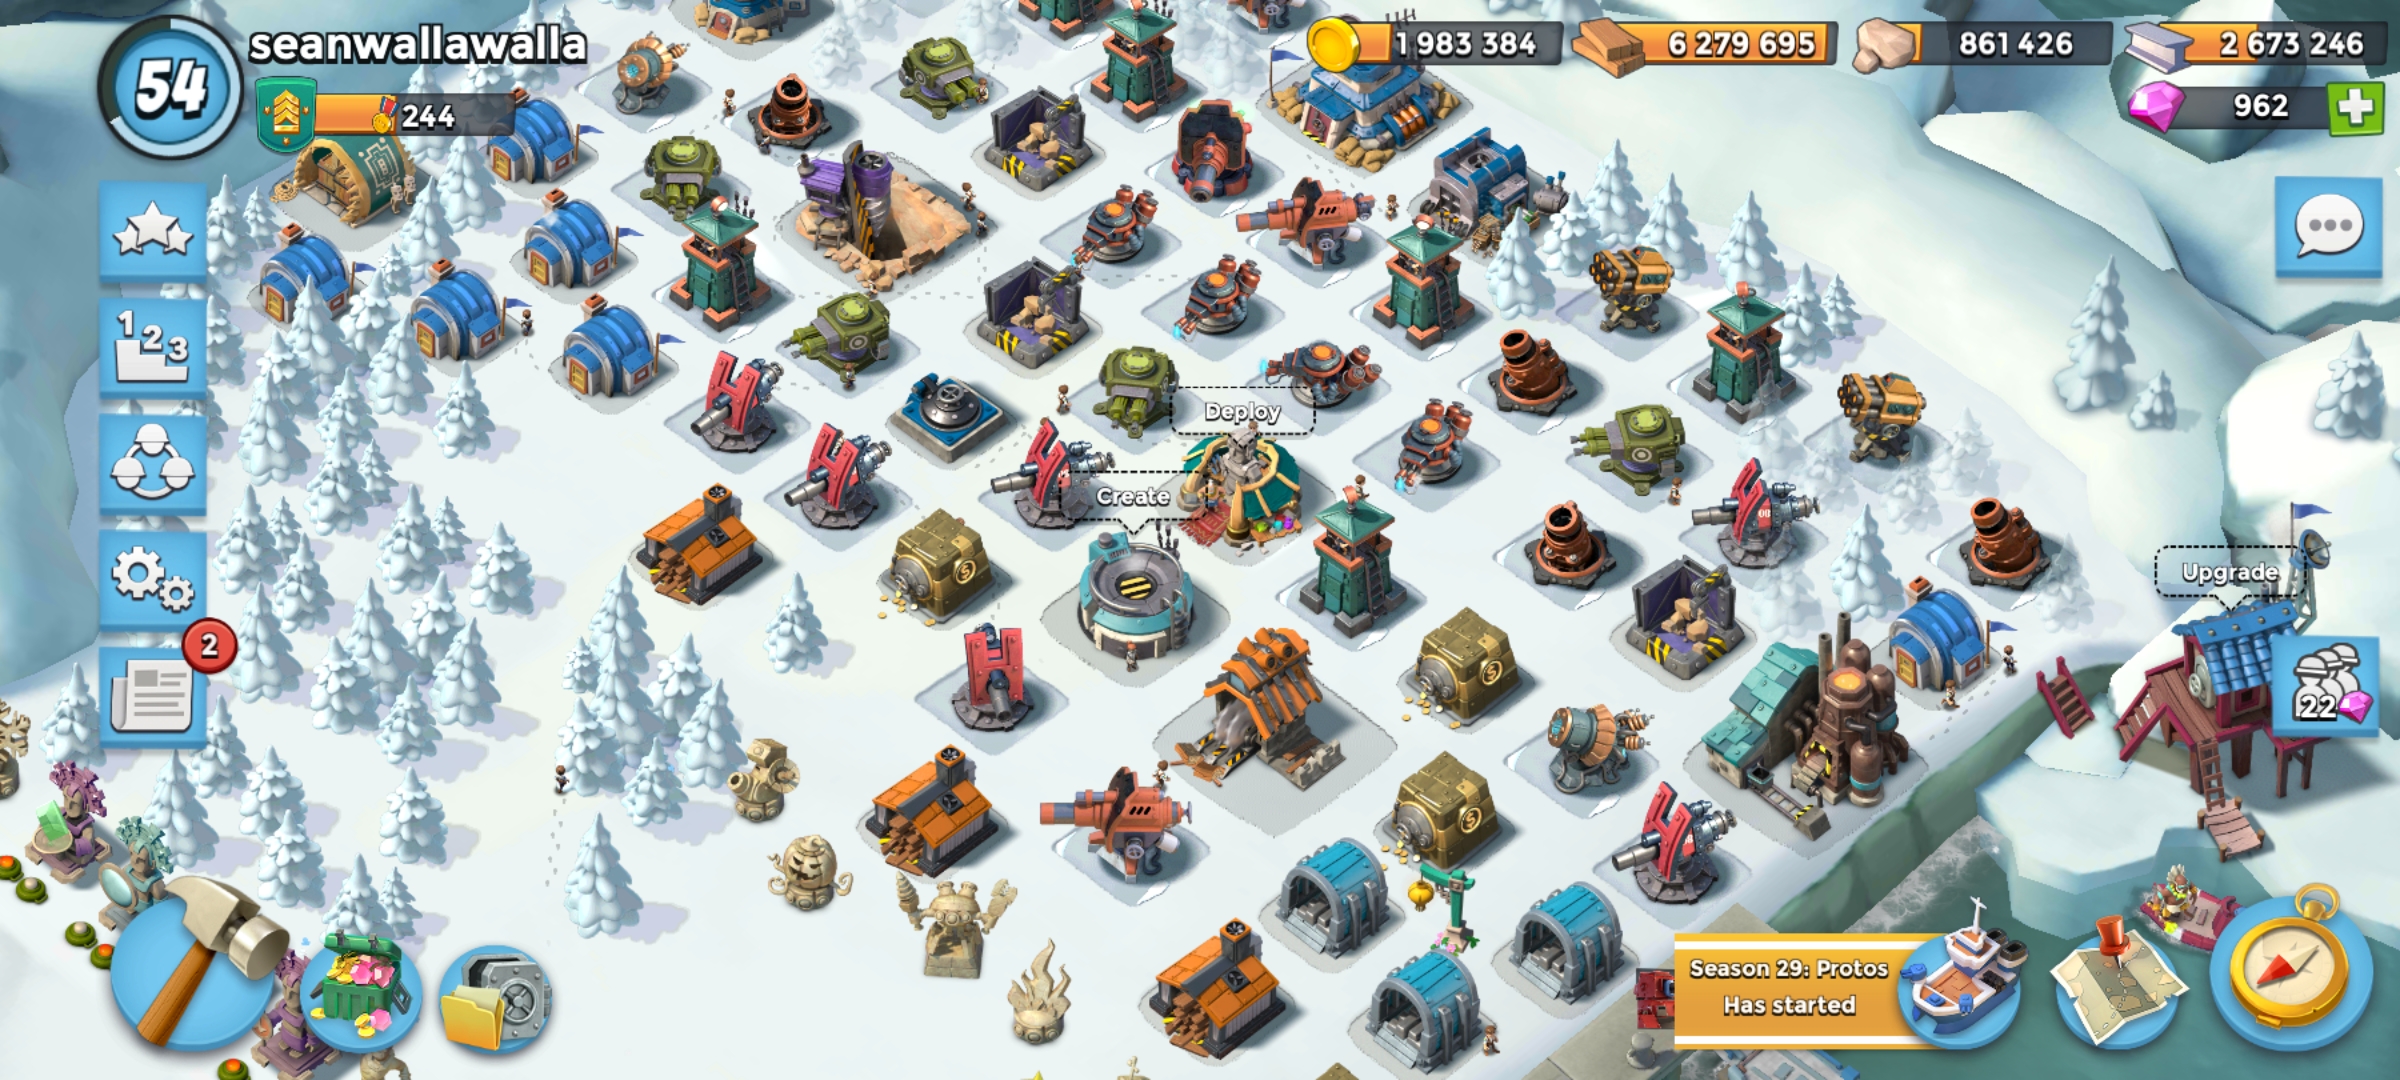 54
seanwallawalla
244
1 983 384
6 279 695
861 426
2 673 246
962
123
Deploy
Create
Upgrade
2
22
Season 29: Protos
Has started